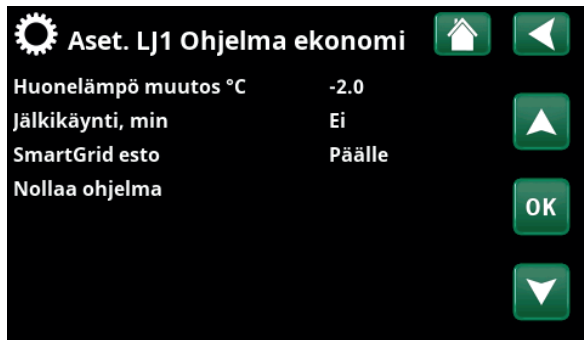 Aset. LJ1 Ohjelma ekonomi
Huonelämpö muutos °C -2.0
Jälkikäynti, min Ei
SmartGrid esto Päälle
Nollaa ohjelma
OK